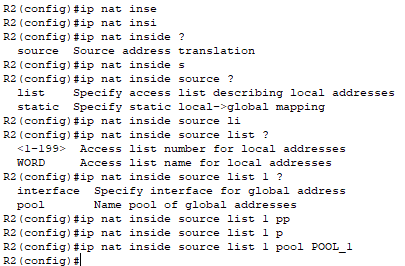 R2(config)#ip nat inse
R2(config)#ip nat insi
R2(config)#ip nat inside ?
  source  Source address translation
R2(config)#ip nat inside s
R2(config)#ip nat inside source ?
  list    Specify access list describing local addresses
  static  Specify static local->global mapping
R2(config)#ip nat inside source li
R2(config)#ip nat inside source list ?
  <1-199>  Access list number for local addresses
  WORD     Access list name for local addresses
R2(config)#ip nat inside source list 1 ?
  interface  Specify interface for global address
  pool       Name pool of global addresses
R2(config)#ip nat inside source list 1 pp
R2(config)#ip nat inside source list 1 p
R2(config)#ip nat inside source list 1 pool POOL_1
R2(config)#